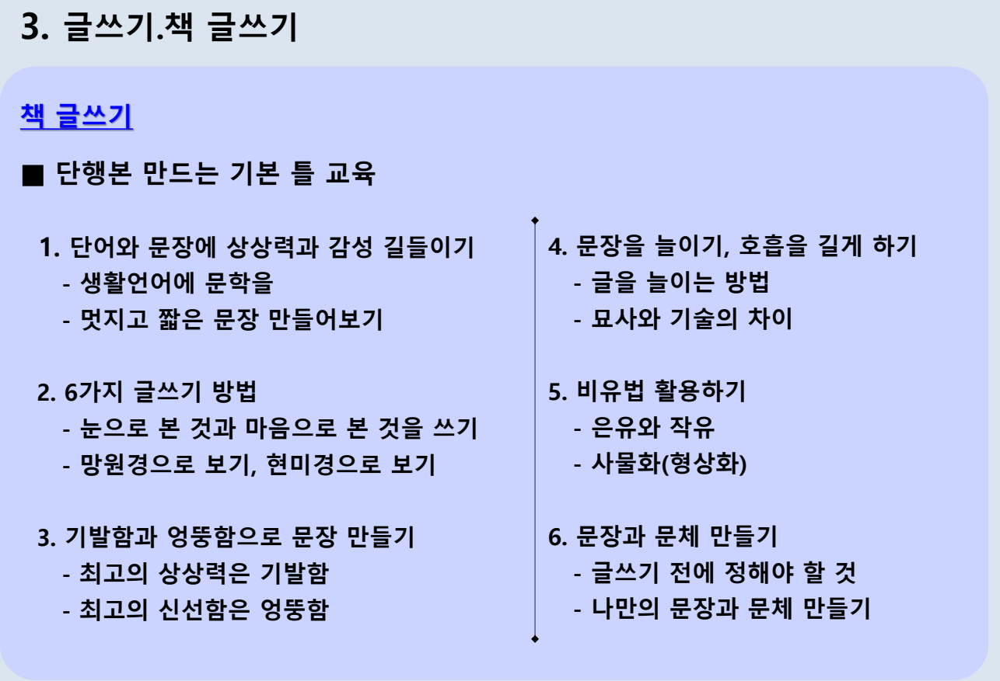 3. 글쓰기.책 글쓰기
책 글쓰기
■ 단행본 만드는 기본 틀 교육
1. 단어와 문장에 상상력과 감성 길들이기
- 생활언어에 문학을
- 멋지고 짧은 문장 만들어보기
2. 6가지 글쓰기 방법
- 눈으로 본 것과 마음으로 본 것을 쓰기
- 망원경으로 보기, 현미경으로 보기
3. 기발함과 엉뚱함으로 문장 만들기
- 최고의 상상력은 기발함
- 최고의 신선함은 엉뚱함
4. 문장을 늘이기, 호흡을 길게 하기
- 글을 늘이는 방법
- 묘사와 기술의 차이
5. 비유법 활용하기
- 은유와 작유
- 사물화(형상화)
6. 문장과 문체 만들기
- 글쓰기 전에 정해야 할 것
- 나만의 문장과 문체 만들기